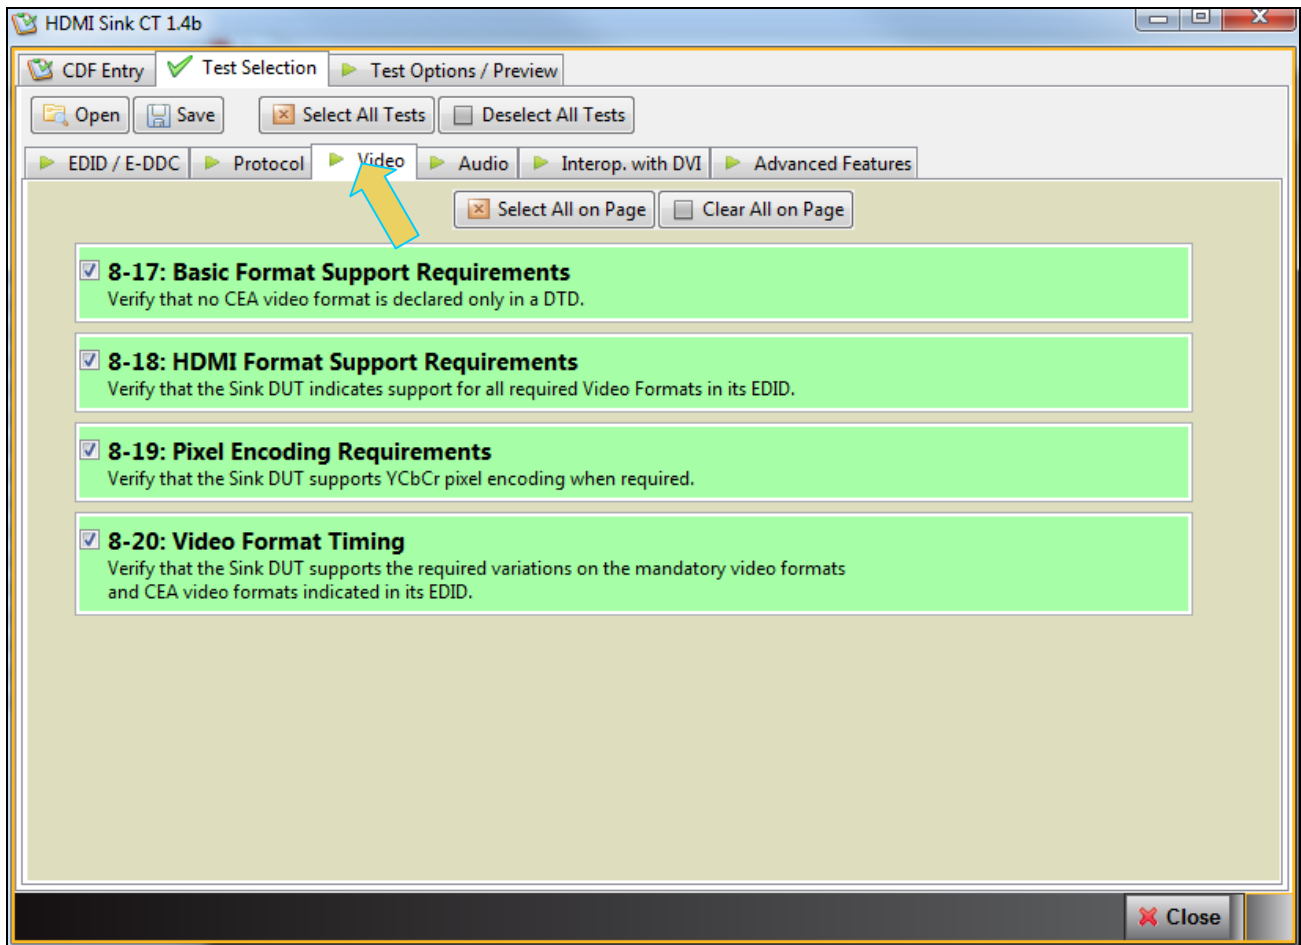 HDMI Sink CT 1.4b
CDF Entry Test Selection Test Options / Preview
Open Save Select All Tests Deselect All Tests
EDID / E-DDC Protocol Video Audio Interop. with DVI Advanced Features
Select All on Page Clear All on Page
8-17: Basic Format Support Requirements
Verify that no CEA video format is declared only in a DTD.
8-18: HDMI Format Support Requirements
Verify that the Sink DUT indicates support for all required Video Formats in its EDID.
8-19: Pixel Encoding Requirements
Verify that the Sink DUT supports YCbCr pixel encoding when required.
8-20: Video Format Timing
Verify that the Sink DUT supports the required variations on the mandatory video formats
and CEA video formats indicated in its EDID.
Close